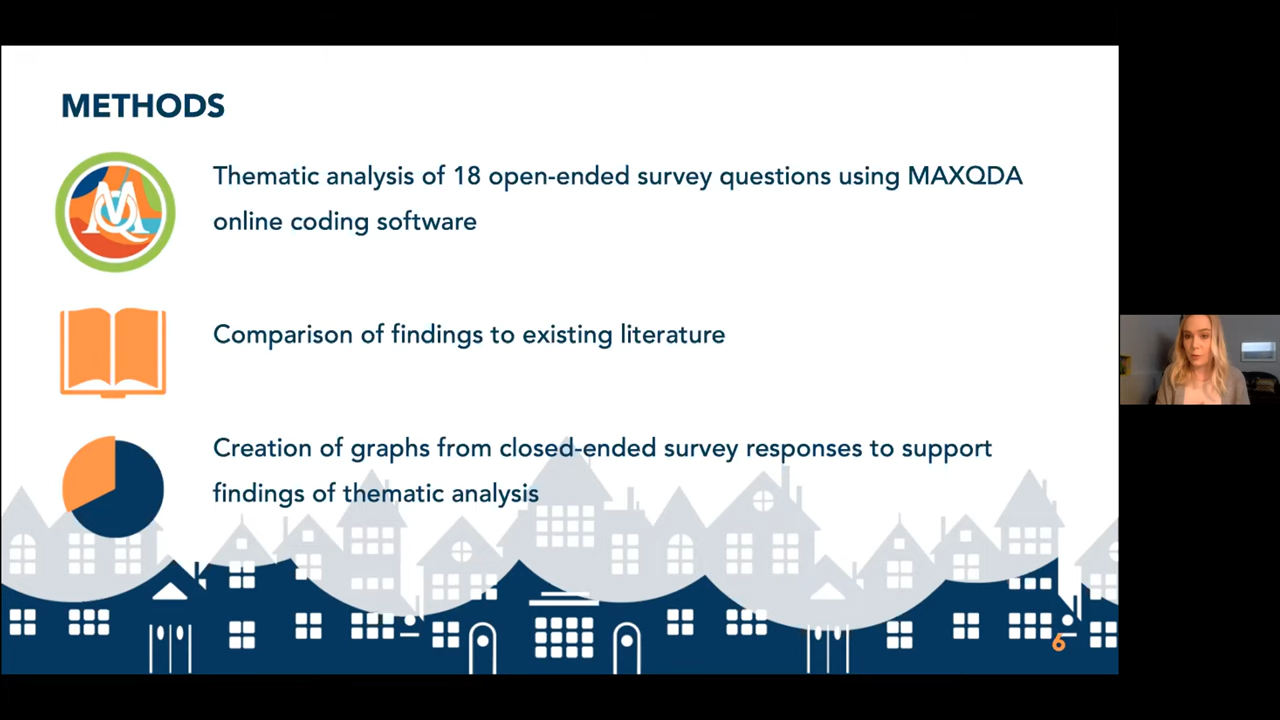 METHODS
Thematic analysis of 18 open-ended survey questions using MAXQDA
online coding software
Comparison of findings to existing literature
Creation of graphs from closed-ended survey responses to support
findings of thematic analysis
6